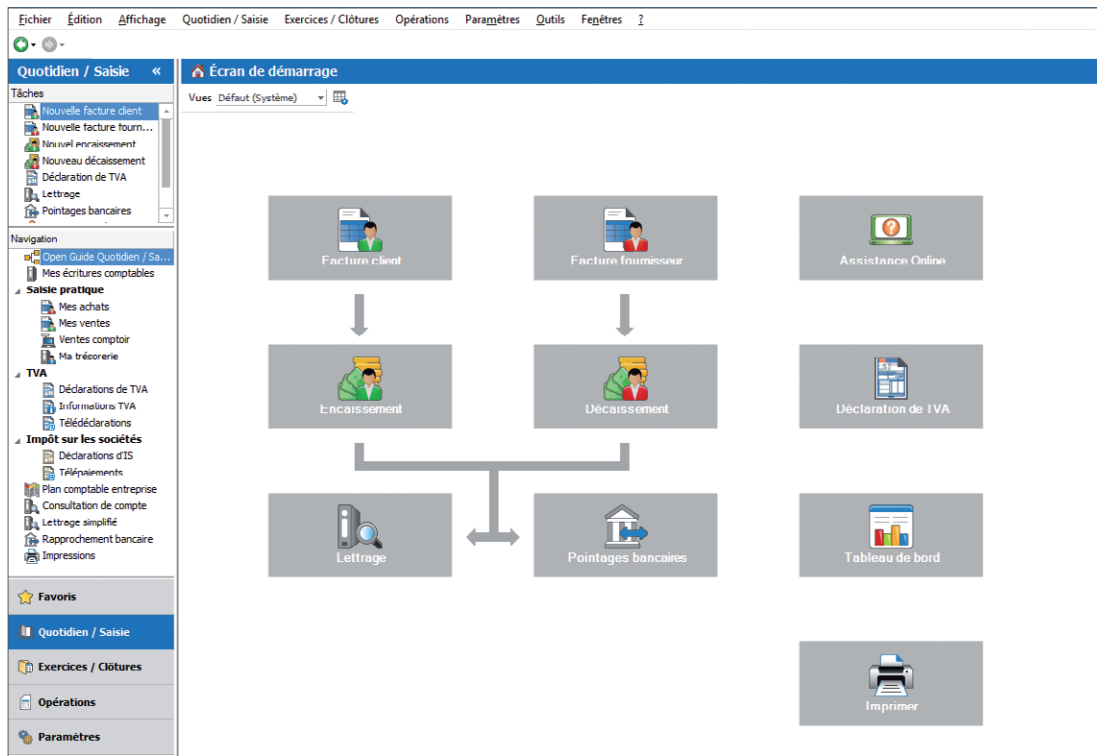 Fichier Édition Affichage Quotidien / Saisie Exercices / Clôtures Opérations Paramètres Outils Fenêtres ?
Quotidien / Saisie «
Tâches
Nouvelle facture client
Nouvelle facture fourn...
Nouvel encaissement
Nouveau décaissement
Déclaration de TVA
Lettrage
Pointages bancaires
Navigation
Open Guide Quotidien / Sa...
Mes écritures comptables
Saisie pratique
Mes achats
Mes ventes
Ventes comptoir
Ma trécorerie
TVA
Déclarations de TVA
Informations TVA
Télédéclarations
Impôt sur les sociétés
Déclarations d'IS
Télépaiements
Plan comptable entreprise
Consultation de compte
Lettrage simplifié
Rapprochement bancaire
Impressions
Favoris
Quotidien / Saisie
Exercices / Clôtures
Opérations
Paramètres
Écran de démarrage
Vues Défaut (Système)
Facture client
Facture fournisseur
Assistance Online
Encaissement
Décaissement
Déclaration de TVA
Lettrage
Pointages bancaires
Tableau de bord
Imprimer